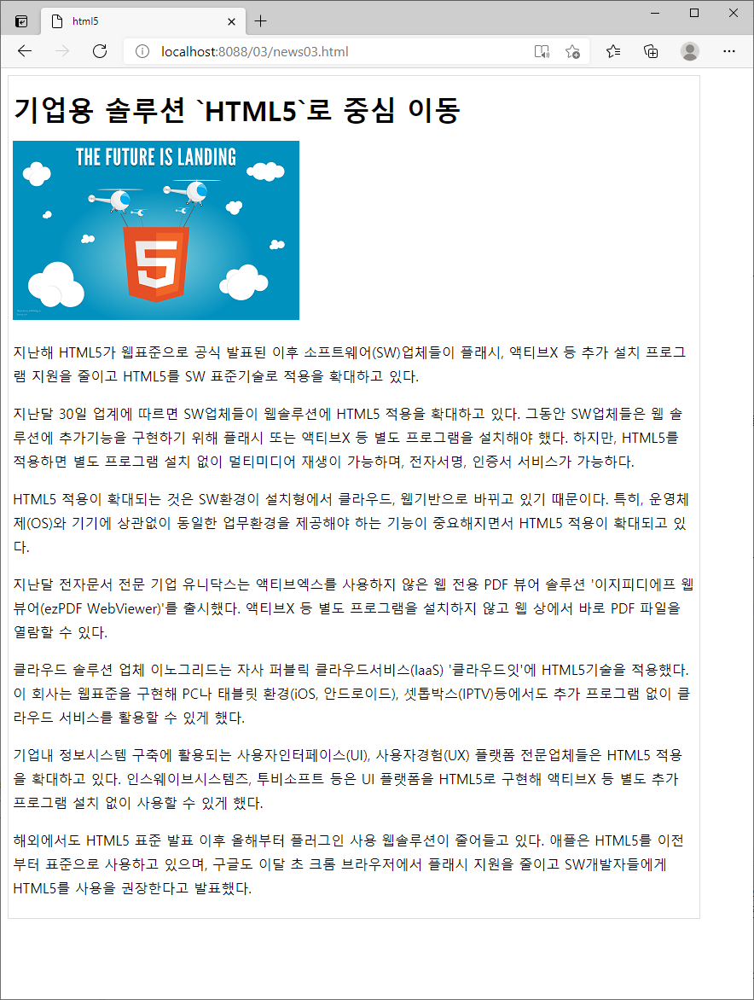 html5
localhost:8088/03/news03.html
기업용 솔루션 `HTML5`로 중심 이동
THE FUTURE IS LANDING
5
지난해 HTML5가 웹표준으로 공식 발표된 이후 소프트웨어(SW)업체들이 플래시, 액티브X 등 추가 설치 프로그
램 지원을 줄이고 HTML5를 SW 표준기술로 적용을 확대하고 있다.
지난달 30일 업계에 따르면 SW업체들이 웹솔루션에 HTML5 적용을 확대하고 있다. 그동안 SW업체들은 웹 솔
루션에 추가기능을 구현하기 위해 플래시 또는 액티브X 등 별도 프로그램을 설치해야 했다. 하지만, HTML5를
적용하면 별도 프로그램 설치 없이 멀티미디어 재생이 가능하며, 전자서명, 인증서 서비스가 가능하다.
HTML5 적용이 확대되는 것은 SW환경이 설치형에서 클라우드, 웹기반으로 바뀌고 있기 때문이다. 특히, 운영체
제(OS)와 기기에 상관없이 동일한 업무환경을 제공해야 하는 기능이 중요해지면서 HTML5 적용이 확대되고 있
다.
지난달 전자문서 전문 기업 유니닥스는 액티브엑스를 사용하지 않은 웹 전용 PDF 뷰어 솔루션 '이지피디에프 웹
뷰어(ezPDF WebViewer)'를 출시했다. 액티브X 등 별도 프로그램을 설치하지 않고 웹 상에서 바로 PDF 파일을
열람할 수 있다.
클라우드 솔루션 업체 이노그리드는 자사 퍼블릭 클라우드서비스(IaaS) '클라우드잇'에 HTML5기술을 적용했다.
이 회사는 웹표준을 구현해 PC나 태블릿 환경(iOS, 안드로이드), 셋톱박스(IPTV)등에서도 추가 프로그램 없이 클
라우드 서비스를 활용할 수 있게 했다.
기업내 정보시스템 구축에 활용되는 사용자인터페이스(UI), 사용자경험(UX) 플랫폼 전문업체들은 HTML5 적용
을 확대하고 있다. 인스웨이브시스템즈, 투비소프트 등은 UI 플랫폼을 HTML5로 구현해 액티브X 등 별도 추가
프로그램 설치 없이 사용할 수 있게 했다.
해외에서도 HTML5 표준 발표 이후 올해부터 플러그인 사용 웹솔루션이 줄어들고 있다. 애플은 HTML5를 이전
부터 표준으로 사용하고 있으며, 구글도 이달 초 크롬 브라우저에서 플래시 지원을 줄이고 SW개발자들에게
HTML5를 사용을 권장한다고 발표했다.